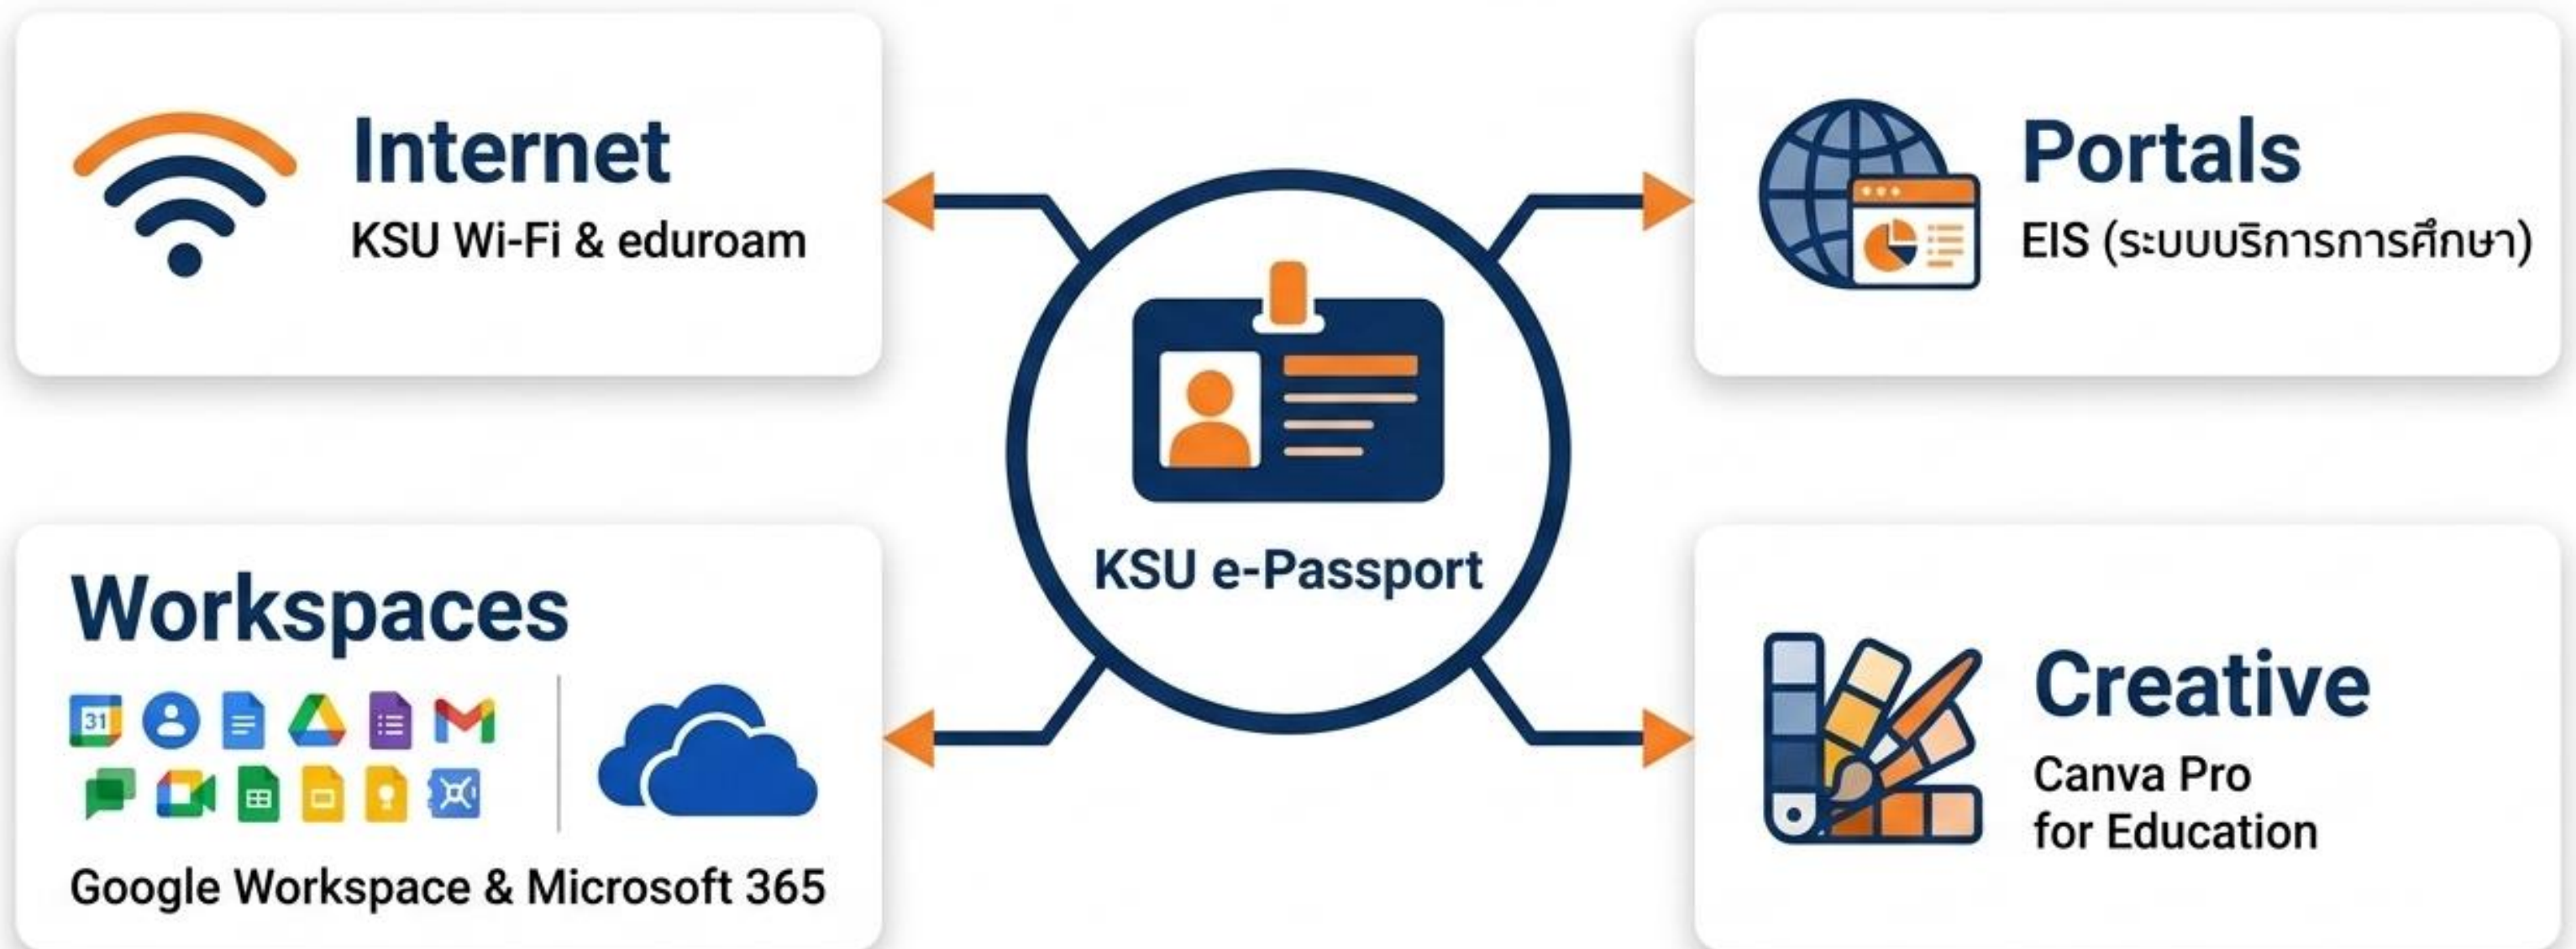 Internet
KSU Wi-Fi & eduroam
Portals
EIS (ระบบบริการการศึกษา)
KSU e-Passport
Workspaces
31
Google Workspace & Microsoft 365
Creative
Canva Pro
for Education